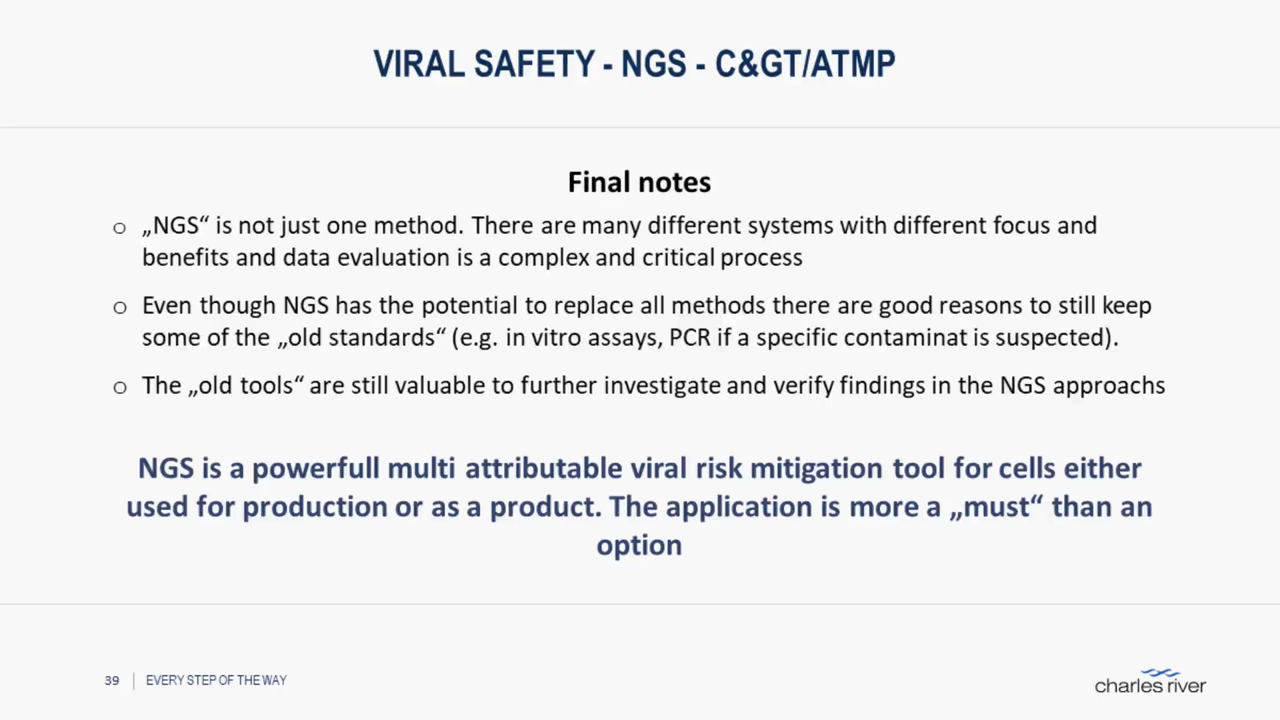 VIRAL SAFETY - NGS - C&GT/ATMP
Final notes
o „NGS“ is not just one method. There are many different systems with different focus and
benefits and data evaluation is a complex and critical process
o Even though NGS has the potential to replace all methods there are good reasons to still keep
some of the „old standards“ (e.g. in vitro assays, PCR if a specific contaminat is suspected).
o The „old tools“ are still valuable to further investigate and verify findings in the NGS approachs
NGS is a powerfull multi attributable viral risk mitigation tool for cells either
used for production or as a product. The application is more a „must“ than an
option
39 | EVERY STEP OF THE WAY
charles river